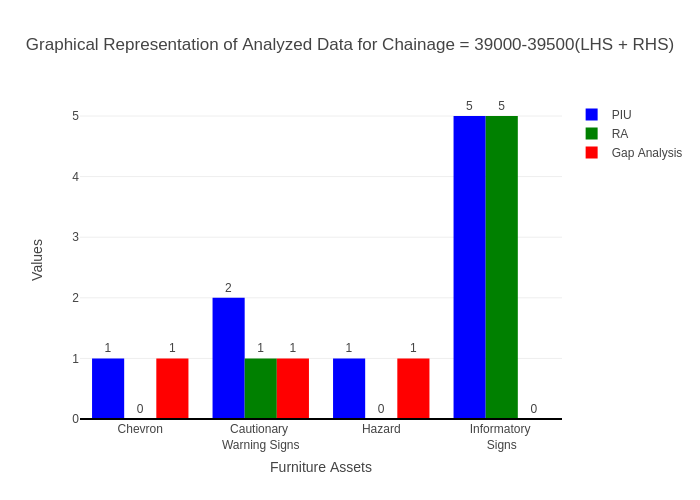 Graphical Representation of Analyzed Data for Chainage = 39000-39500(LHS + RHS)
PIU
RA
Gap Analysis
Values
5
4
3
2
1
0
1
0
1
2
1
1
1
0
1
5
5
0
Chevron
Cautionary
Warning Signs
Hazard
Informatory
Signs
Furniture Assets